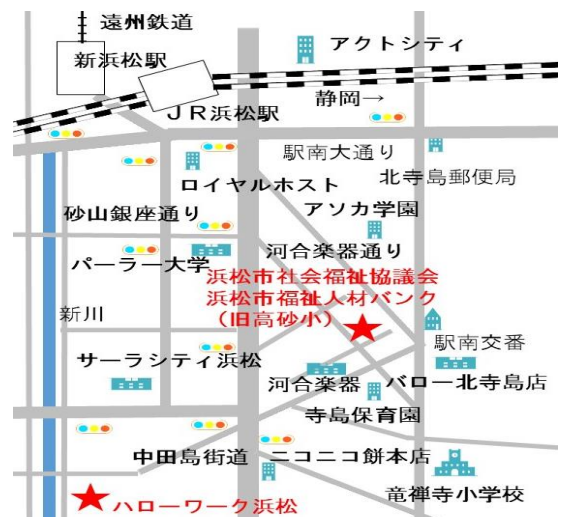 遠州鉄道
新浜松駅
アクトシティ
JR浜松駅
静岡→
駅南大通り
北寺島郵便局
ロイヤルホスト
砂山銀座通り
アソカ学園
パーラー大学
河合楽器通り
浜松市社会福祉協議会
浜松市福祉人材バンク
(旧高砂小)
新川
駅南交番
サーラシティ浜松
河合楽器
バロー北寺島店
寺島保育園
中田島街道
ニコニコ餅本店
竜禅寺小学校
ハローワーク浜松